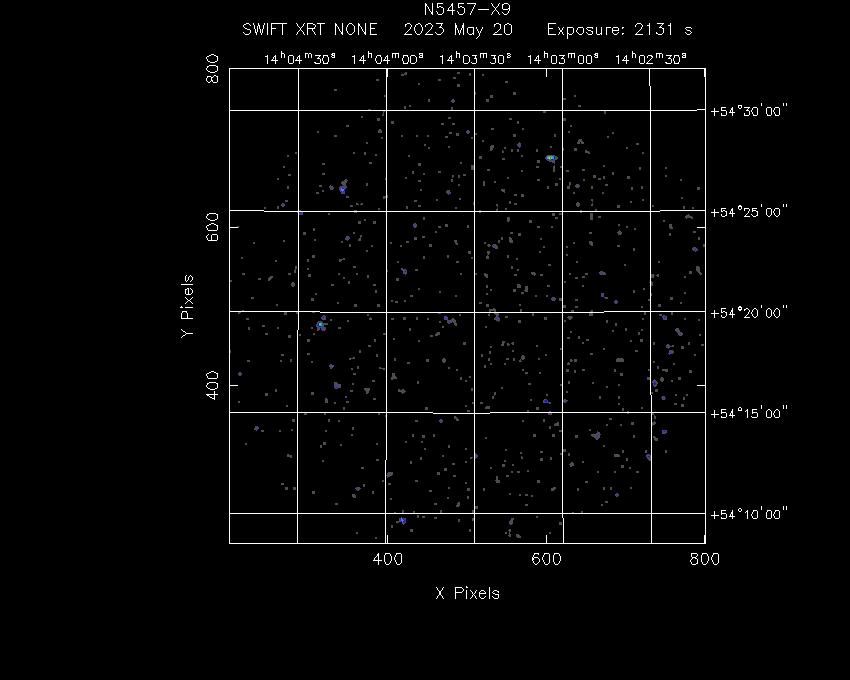 N5457-X9
SWIFT XRT NONE 2023 May 20 Exposure: 2131 s
14ʰ04ᵐ30ˢ 14ʰ04ᵐ00ˢ 14ʰ03ᵐ30ˢ 14ʰ03ᵐ00ˢ 14ʰ02ᵐ30ˢ
800
+54°30'00"
+54°25'00"
600
Y Pixels
+54°20'00"
400
+54°15'00"
+54°10'00"
400 600 800
X Pixels